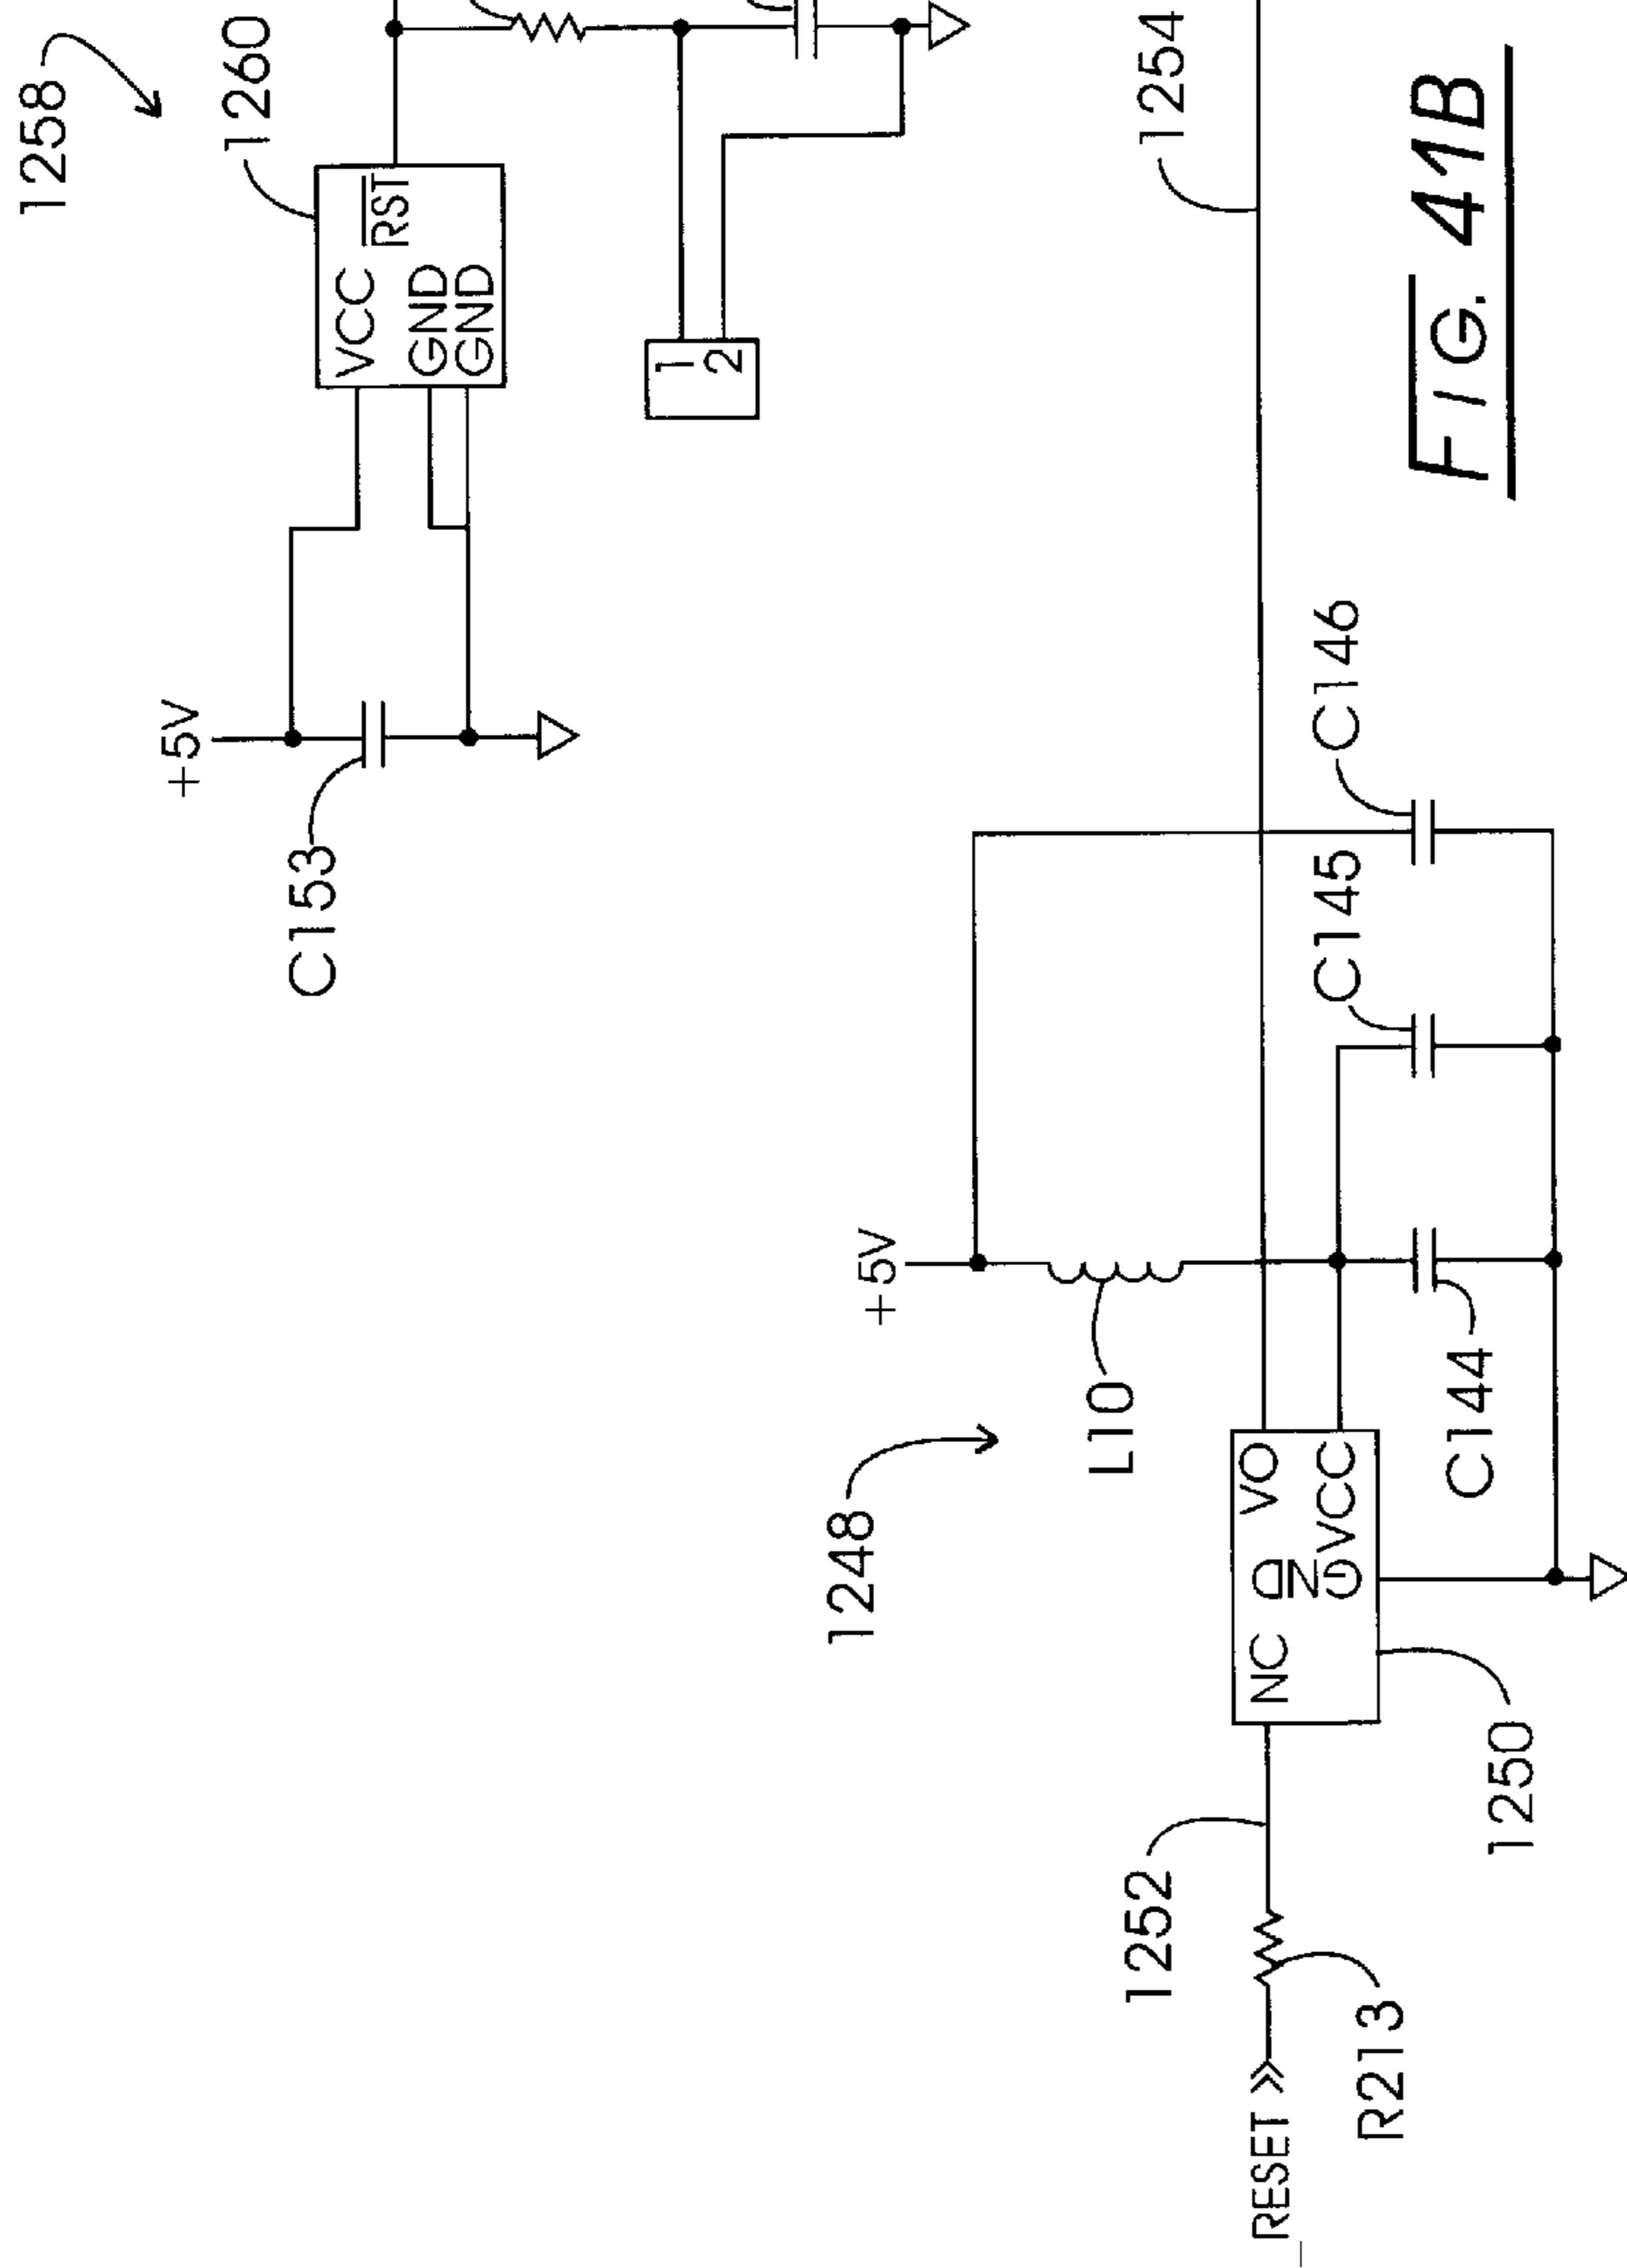 1258
1260
VCC
RST
GND
GND
+5V
C153
1
2
1248
+5V
L10
1254
NC
VO
GND
VCC
1252
_RESET
R213
1250
C144
C145
C146
FIG. 41B